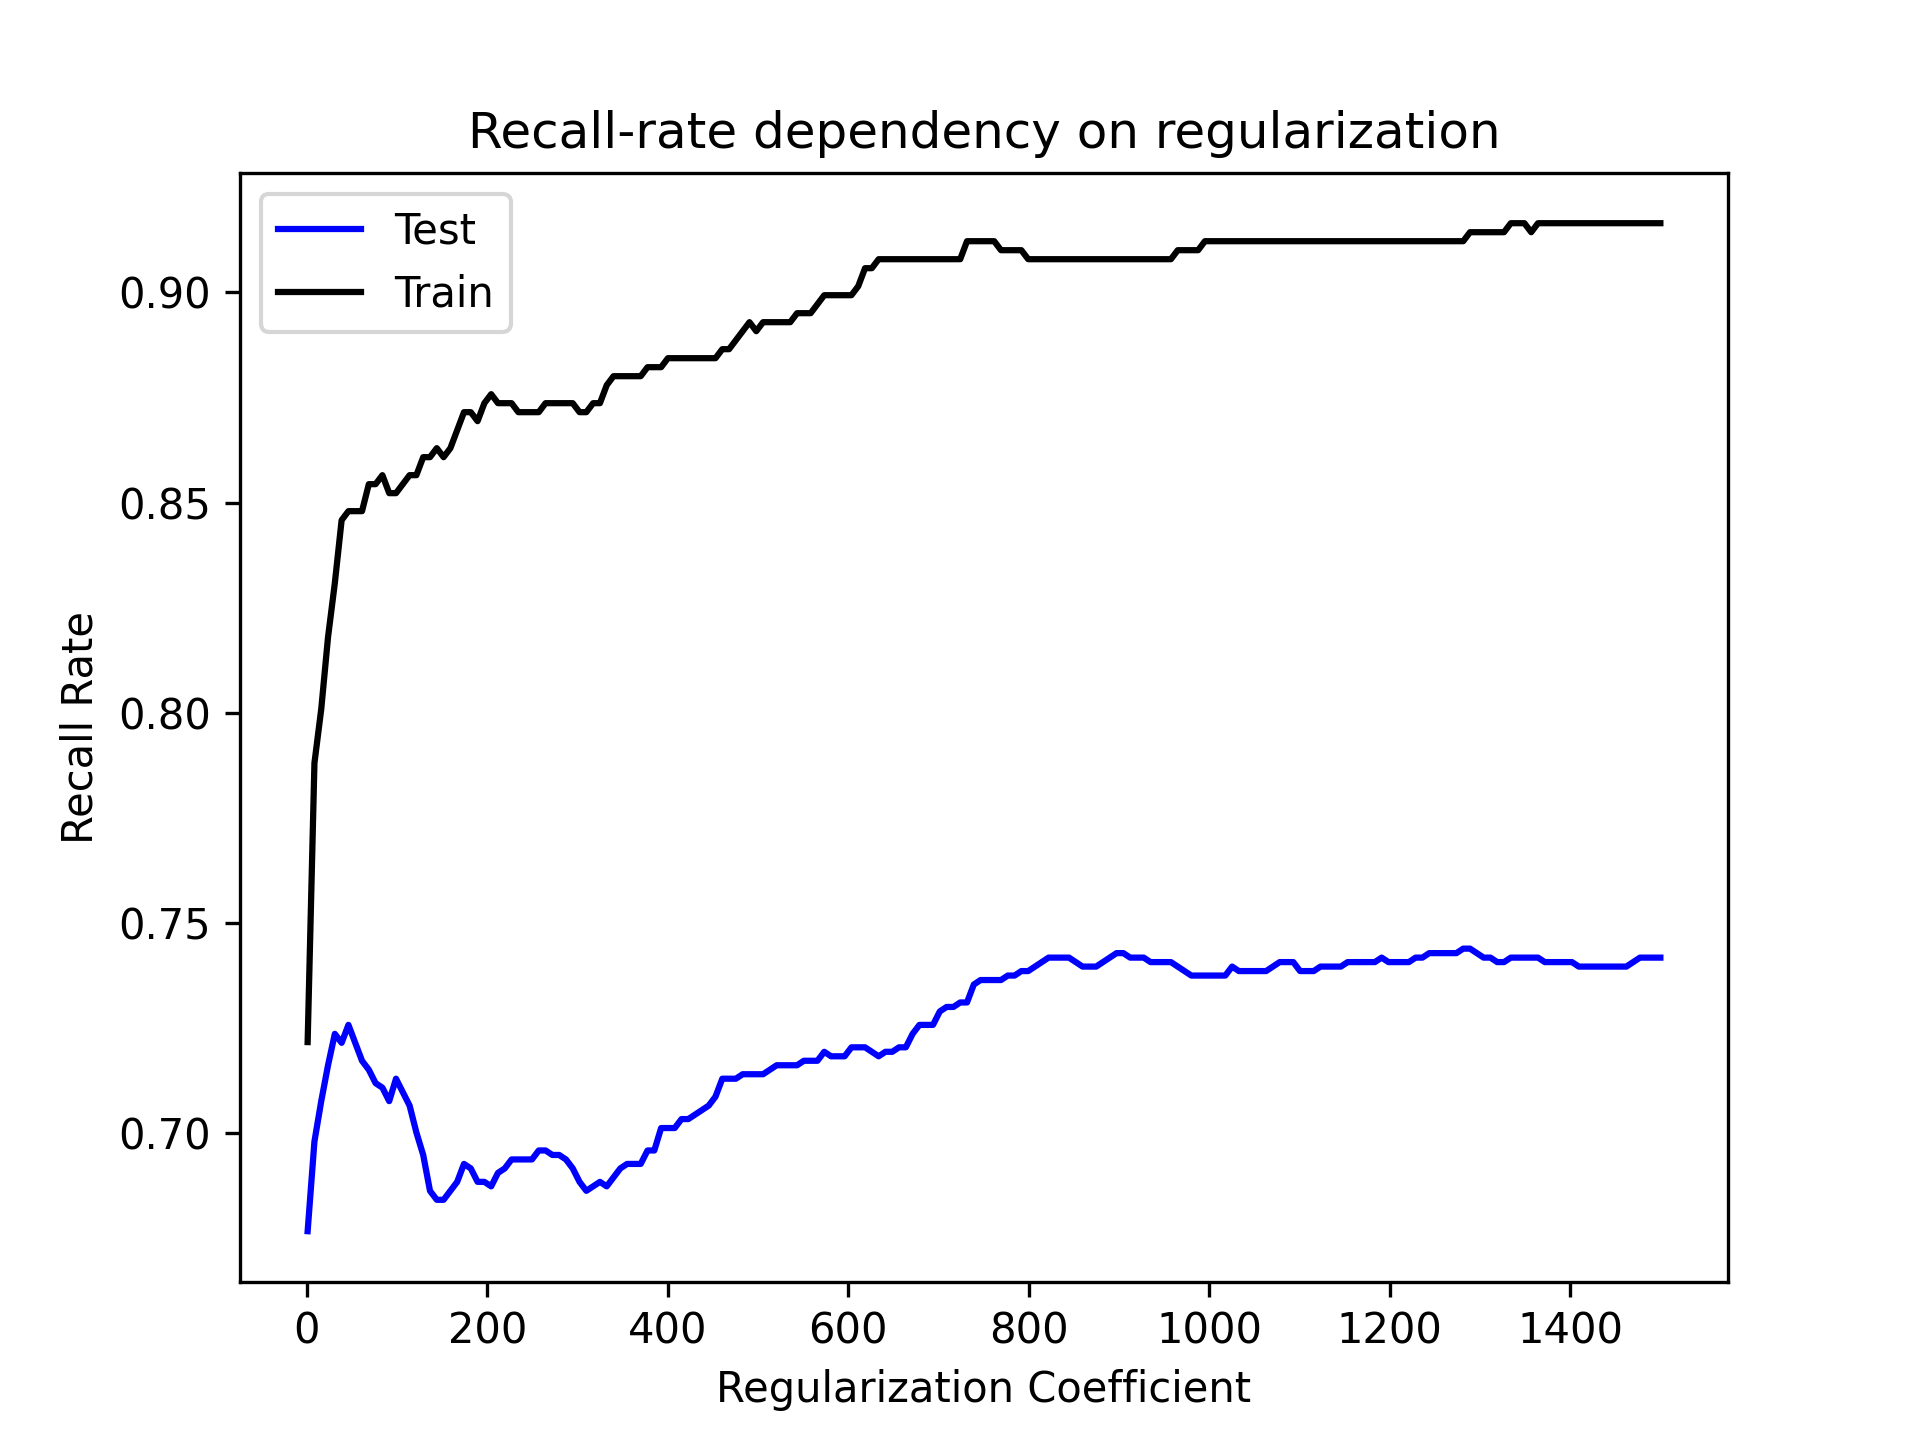 Recall-rate dependency on regularization
Test
Train
0.90
0.85
0.80
0.75
0.70
Recall Rate
0 200 400 600 800 1000 1200 1400
Regularization Coefficient